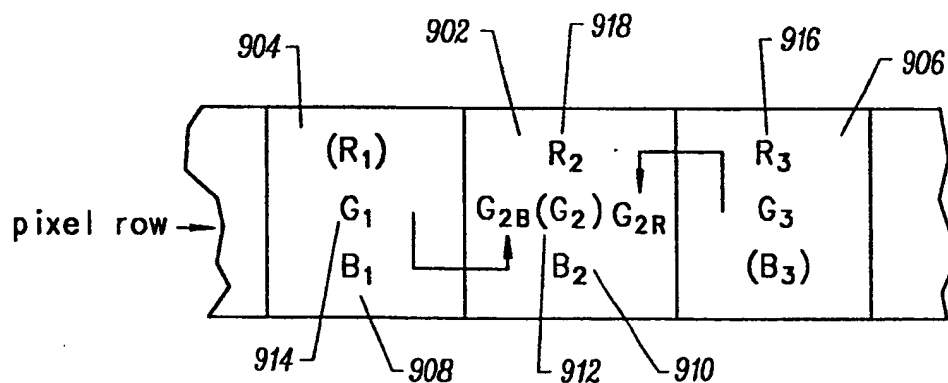 904 902 918 916 906
(R₁) R₂ R₃
pixel row G₁ G₂B(G₂) G₂R G₃
B₁ B₂ (B₃)
914 908 912 910